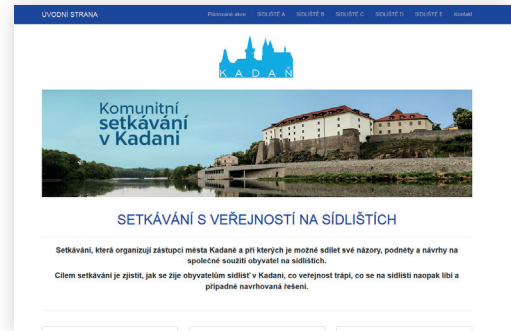 ÚVODNÍ STRANA
Plánované akce SÍDLIŠTĚ A SÍDLIŠTĚ B SÍDLIŠTĚ C SÍDLIŠTĚ D SÍDLIŠTĚ E Kontakt
KADAŇ
Komunitní
setkávání
v Kadani
SETKÁVÁNÍ S VEŘEJNOSTÍ NA SÍDLIŠTÍCH
Setkávání, která organizují zástupci města Kadaně a při kterých je možné sdílet své názory, podněty a návrhy na
společné soužití obyvatel na sídlištích.
Cílem setkávání je zjistit, jak se žije obyvatelům sídlišť v Kadani, co veřejnost trápí, co se na sídlišti naopak líbí a
případně navrhovaná řešení.